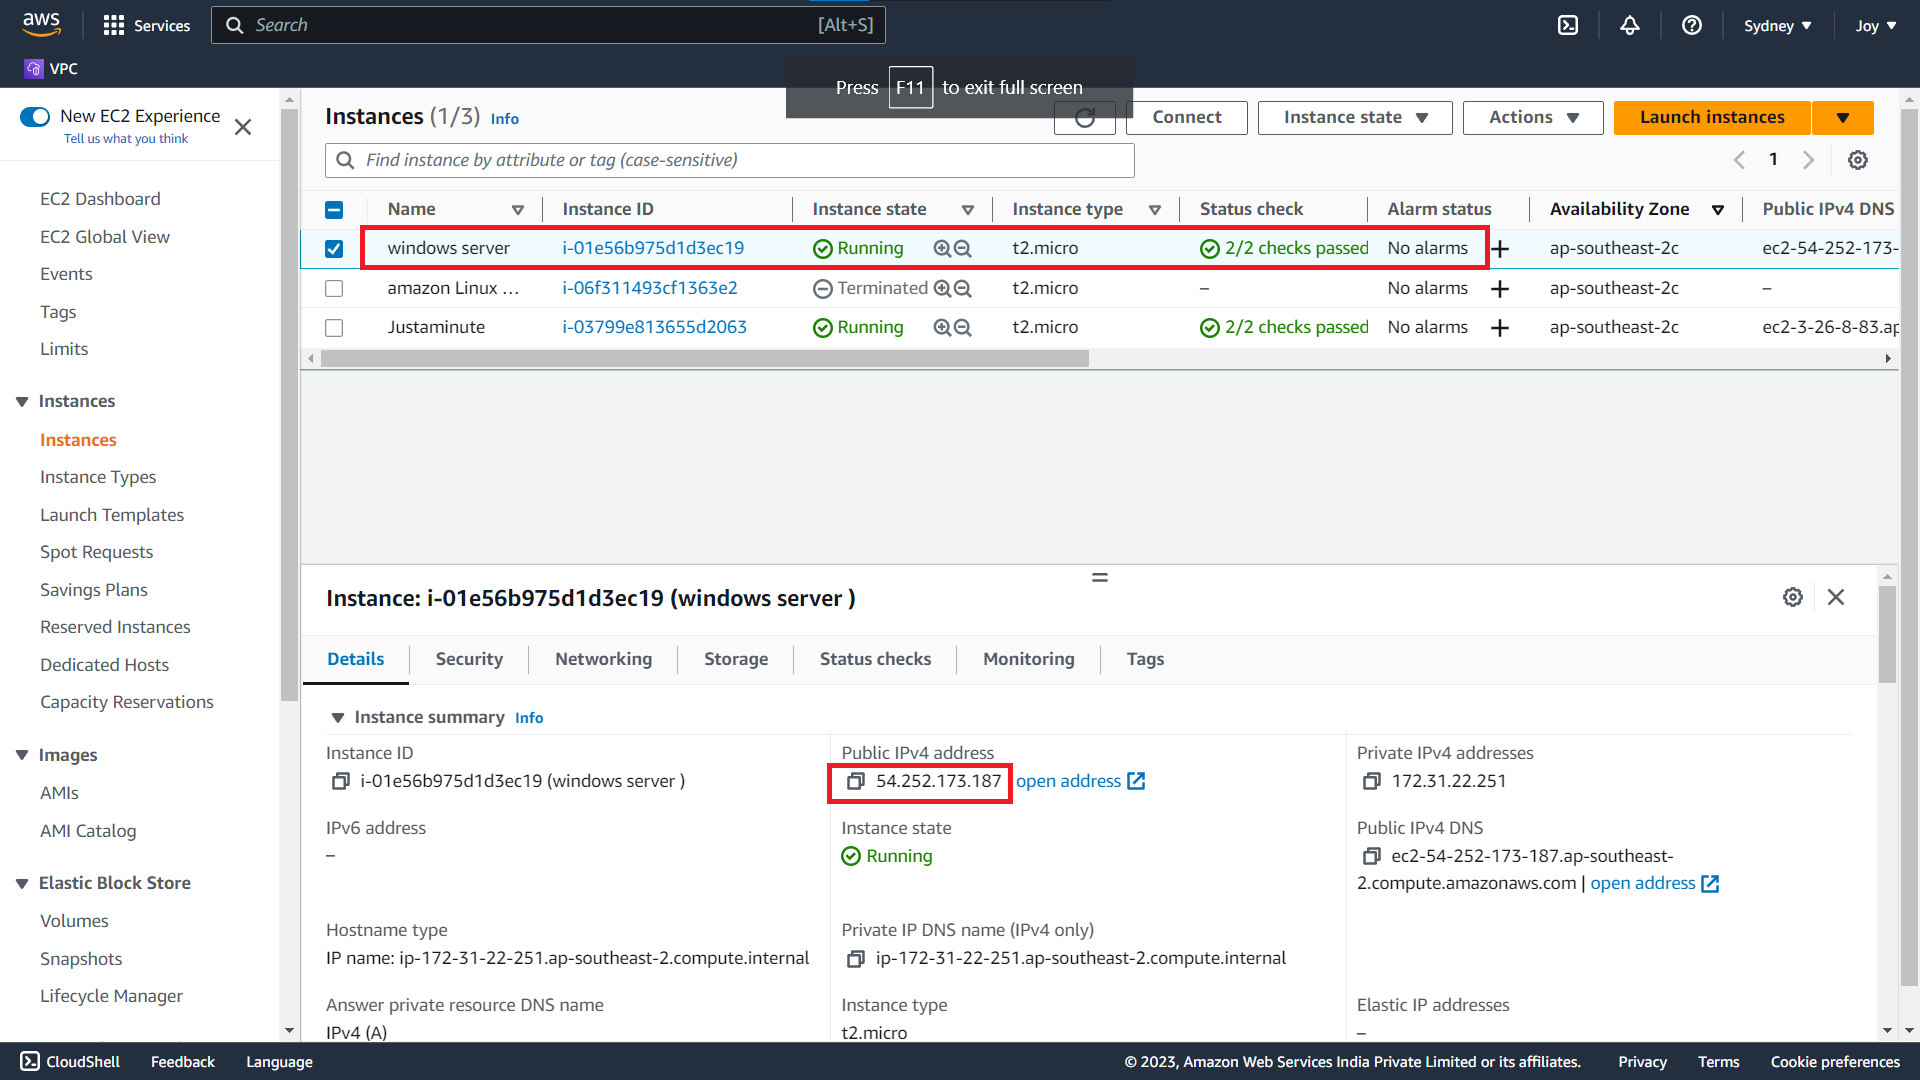 aws
Services
Search
[Alt+S]
Sydney
Joy
VPC
Press F11 to exit full screen
New EC2 Experience
Tell us what you think
EC2 Dashboard
EC2 Global View
Events
Tags
Limits
Instances
Instances
Instance Types
Launch Templates
Spot Requests
Savings Plans
Reserved Instances
Dedicated Hosts
Capacity Reservations
Images
AMIs
AMI Catalog
Elastic Block Store
Volumes
Snapshots
Lifecycle Manager
Instances (1/3) Info
Connect
Instance state
Actions
Launch instances
Find instance by attribute or tag (case-sensitive)
1
Name Instance ID Instance state Instance type Status check Alarm status Availability Zone Public IPv4 DNS
windows server i-01e56b975d1d3ec19 Running t2.micro 2/2 checks passed No alarms ap-southeast-2c ec2-54-252-173-
amazon Linux ... i-06f311493cf1363e2 Terminated t2.micro – No alarms ap-southeast-2c –
Justaminute i-03799e813655d2063 Running t2.micro 2/2 checks passed No alarms ap-southeast-2c ec2-3-26-8-83.ap
Instance: i-01e56b975d1d3ec19 (windows server )
Details Security Networking Storage Status checks Monitoring Tags
Instance summary Info
Instance ID
i-01e56b975d1d3ec19 (windows server )
Public IPv4 address
54.252.173.187 open address
Private IPv4 addresses
172.31.22.251
IPv6 address
–
Instance state
Running
Public IPv4 DNS
ec2-54-252-173-187.ap-southeast-
2.compute.amazonaws.com | open address
Hostname type
IP name: ip-172-31-22-251.ap-southeast-2.compute.internal
Private IP DNS name (IPv4 only)
ip-172-31-22-251.ap-southeast-2.compute.internal
Answer private resource DNS name
IPv4 (A)
Instance type
t2.micro
Elastic IP addresses
–
CloudShell Feedback Language
© 2023, Amazon Web Services India Private Limited or its affiliates. Privacy Terms Cookie preferences